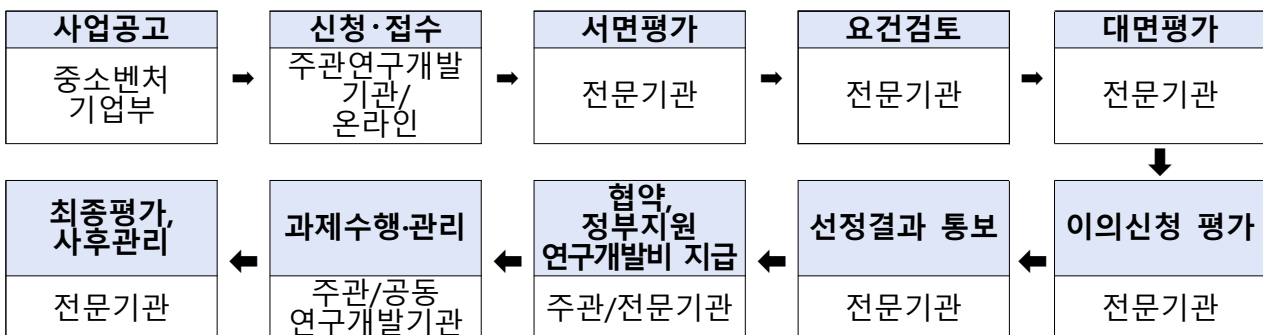 사업공고
신청·접수
서면평가
요건검토
대면평가
중소벤처
기업부
➡
주관연구개발
기관/
온라인
➡
전문기관
➡
전문기관
➡
전문기관
⬇
최종평가,
사후관리
과제수행·관리
협약,
정부지원
연구개발비 지급
선정결과 통보
이의신청 평가
⬅
⬅
⬅
⬅
전문기관
주관/공동
연구개발기관
주관/전문기관
전문기관
전문기관